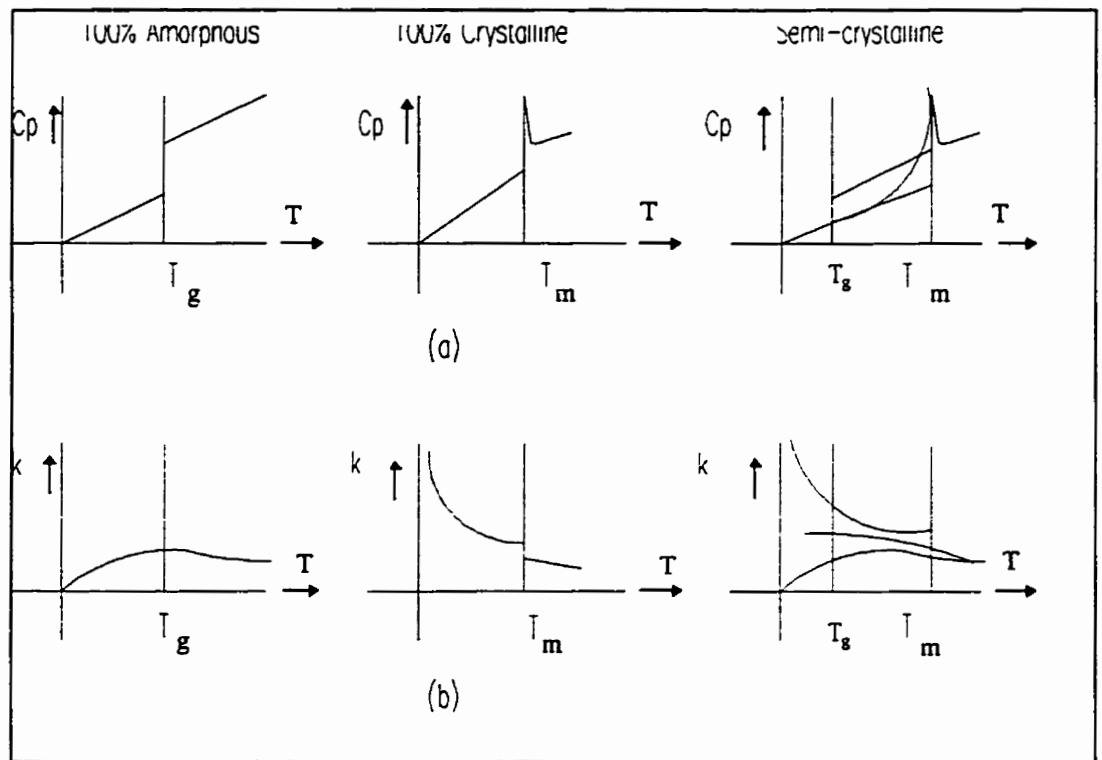 100% Amorphous 100% Crystalline Semi-crystalline
Cp T Cp T Cp T
T g T m Tg T m
(a)
k T k T k T
T g T m Tg T m
(b)